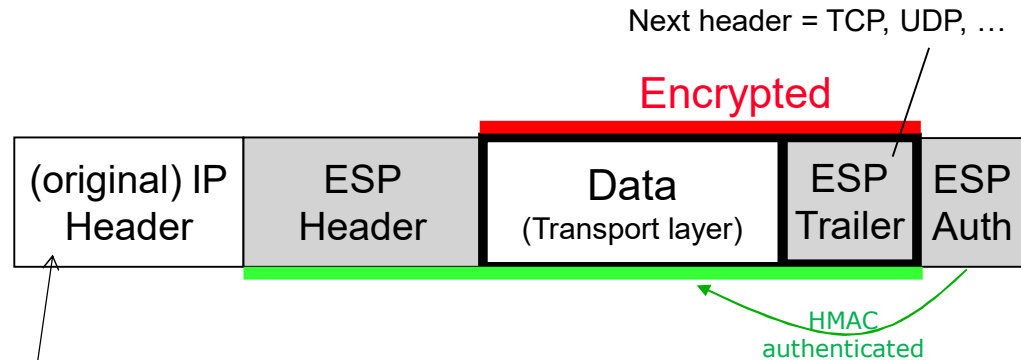 Next header = TCP, UDP, …
Encrypted
(original) IP
Header
ESP
Header
Data
(Transport layer)
ESP
Trailer
ESP
Auth
HMAC
authenticated